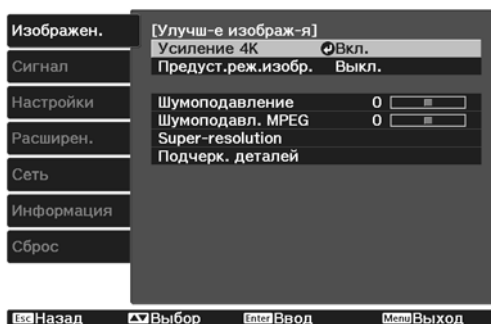 Изображен.
Сигнал
Настройки
Расширен.
Сеть
Информация
Сброс
[Улучш-е изображ-я]
Усиление 4K Вкл.
Предуст.реж.изобр. Выкл.
Шумоподавление 0
Шумоподавл. MPEG 0
Super-resolution
Подчерк. деталей
Esc Назад Выбор Enter Ввод Menu Выход